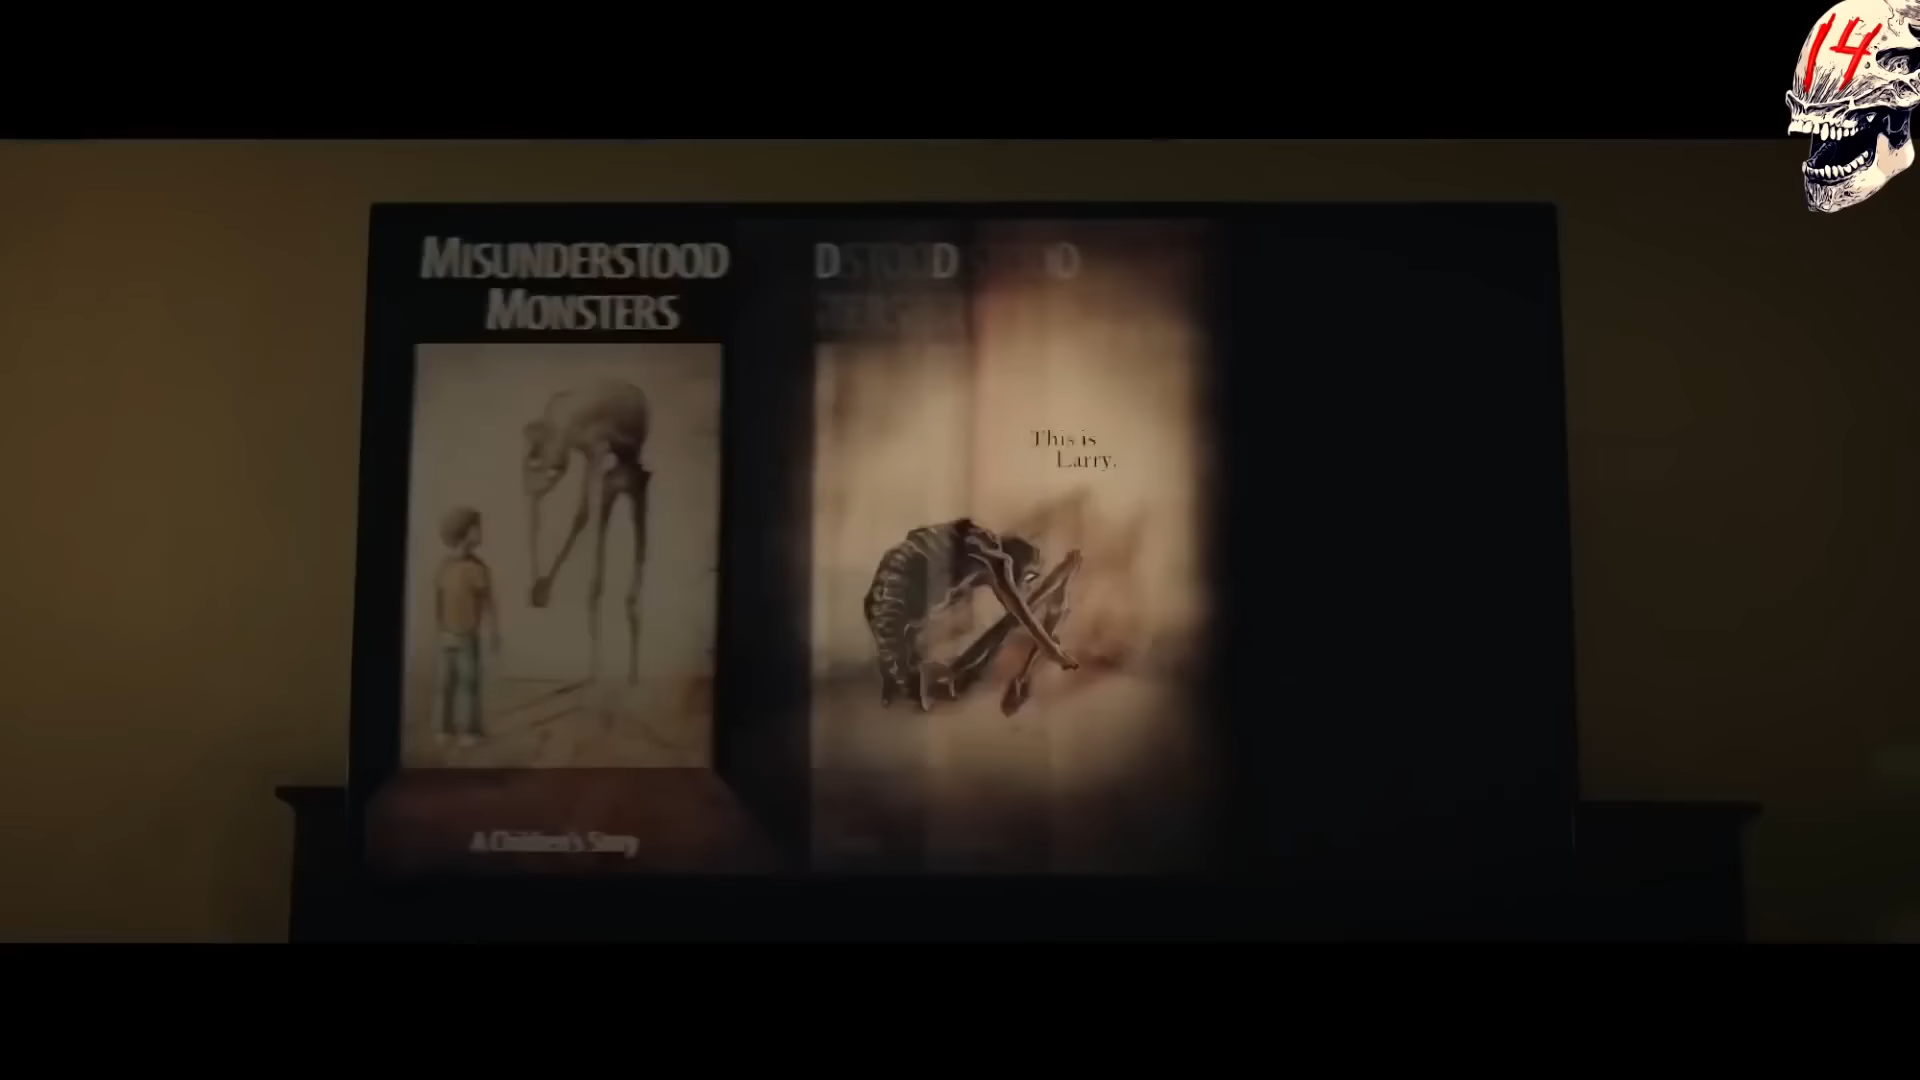 14
MISUNDERSTOOD
MONSTERS
This is
Larry.
A Children's Story